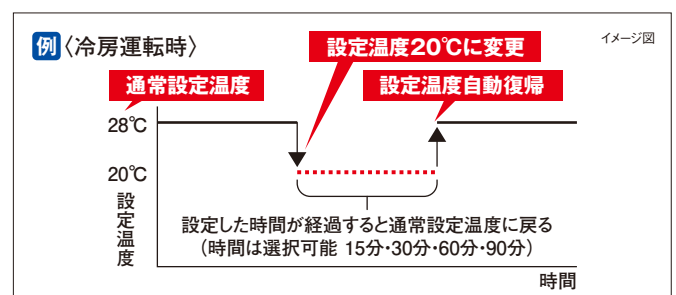 例〈冷房運転時〉
イメージ図
設定温度20℃に変更
通常設定温度
設定温度自動復帰
28℃
20℃
設定温度
設定した時間が経過すると通常設定温度に戻る
（時間は選択可能 15分・30分・60分・90分）
時間